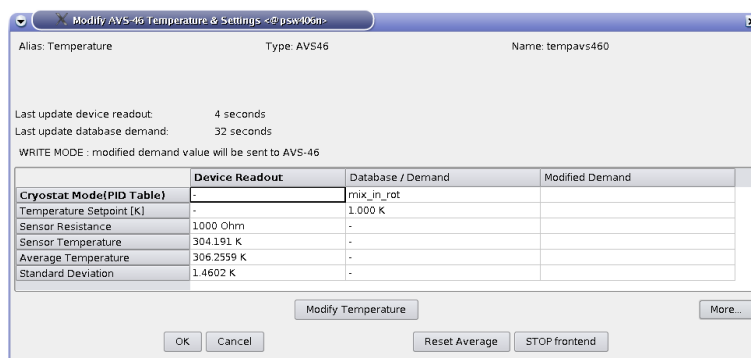 Modify AVS-46 Temperature & Settings <@psw406n>
Alias: Temperature Type: AVS46 Name: tempavs460
Last update device readout: 4 seconds
Last update database demand: 32 seconds
WRITE MODE : modified demand value will be sent to AVS-46
Device Readout Database / Demand Modified Demand
Cryostat Mode(PID Table) - mix_in_rot
Temperature Setpoint [K] - 1.000 K
Sensor Resistance 1000 Ohm -
Sensor Temperature 304.191 K -
Average Temperature 306.2559 K -
Standard Deviation 1.4602 K -
Modify Temperature More...
OK Cancel Reset Average STOP frontend